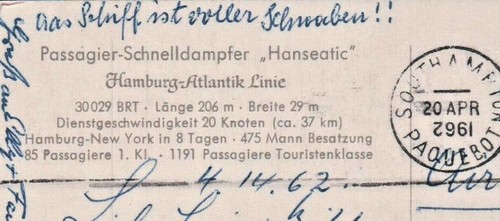 das Schiff ist voller Schwaben!!
Passagier-Schnelldampfer „Hanseatic"
Hamburg-Atlantik Linie
30029 BRT · Länge 206 m · Breite 29 m
Dienstgeschwindigkeit 20 Knoten (ca. 37 km)
Hamburg-New York in 8 Tagen · 475 Mann Besatzung
85 Passagiere 1. Kl. · 1191 Passagiere Touristenklasse
SOUTHAMPTON
20 APR
1962
PAQUEBOT
4.14.62